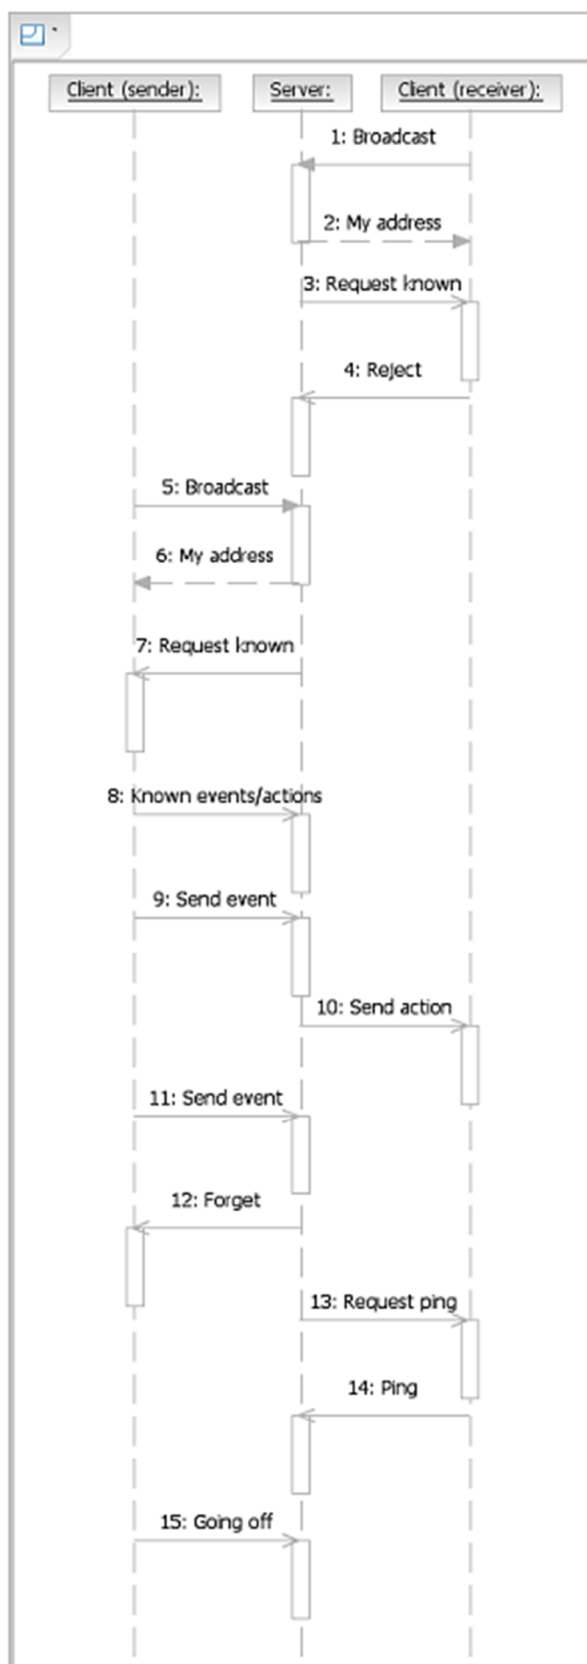 Client (sender):
Server:
Client (receiver):
1: Broadcast
2: My address
3: Request known
4: Reject
5: Broadcast
6: My address
7: Request known
8: Known events/actions
9: Send event
10: Send action
11: Send event
12: Forget
13: Request ping
14: Ping
15: Going off